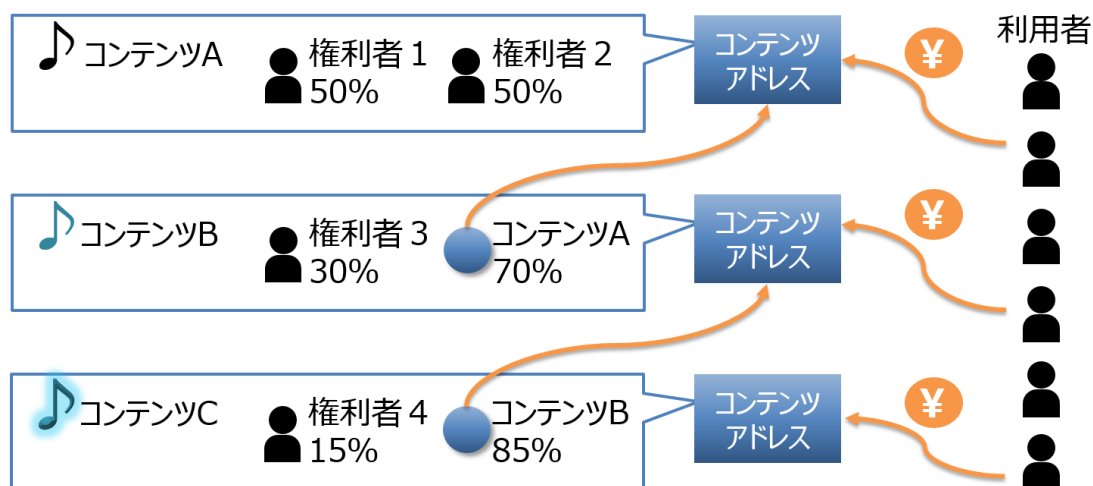 利用者
コンテンツA
権利者1
50%
権利者2
50%
コンテンツ
アドレス
¥
コンテンツB
権利者3
30%
コンテンツA
70%
コンテンツ
アドレス
¥
コンテンツC
権利者4
15%
コンテンツB
85%
コンテンツ
アドレス
¥